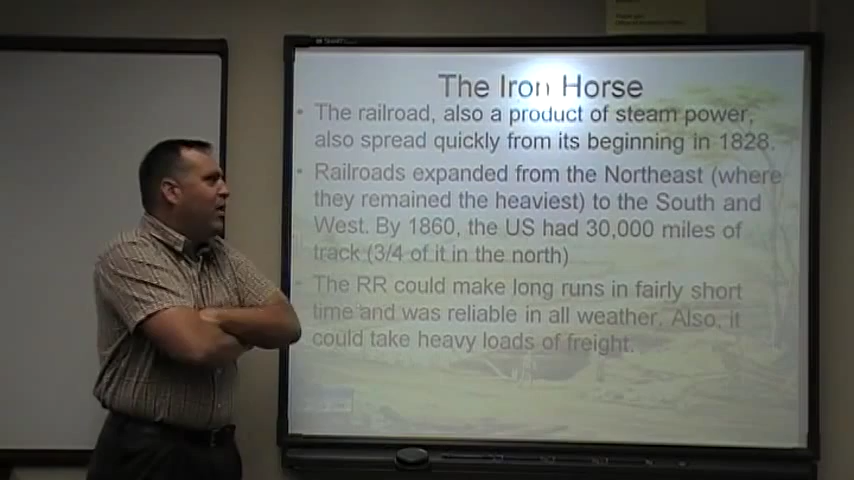 The Iron Horse
• The railroad, also a product of steam power,
also spread quickly from its beginning in 1828.
• Railroads expanded from the Northeast (where
they remained the heaviest) to the South and
West. By 1860, the US had 30,000 miles of
track (3/4 of it in the north)
• The RR could make long runs in fairly short
time and was reliable in all weather. Also, it
could take heavy loads of freight.